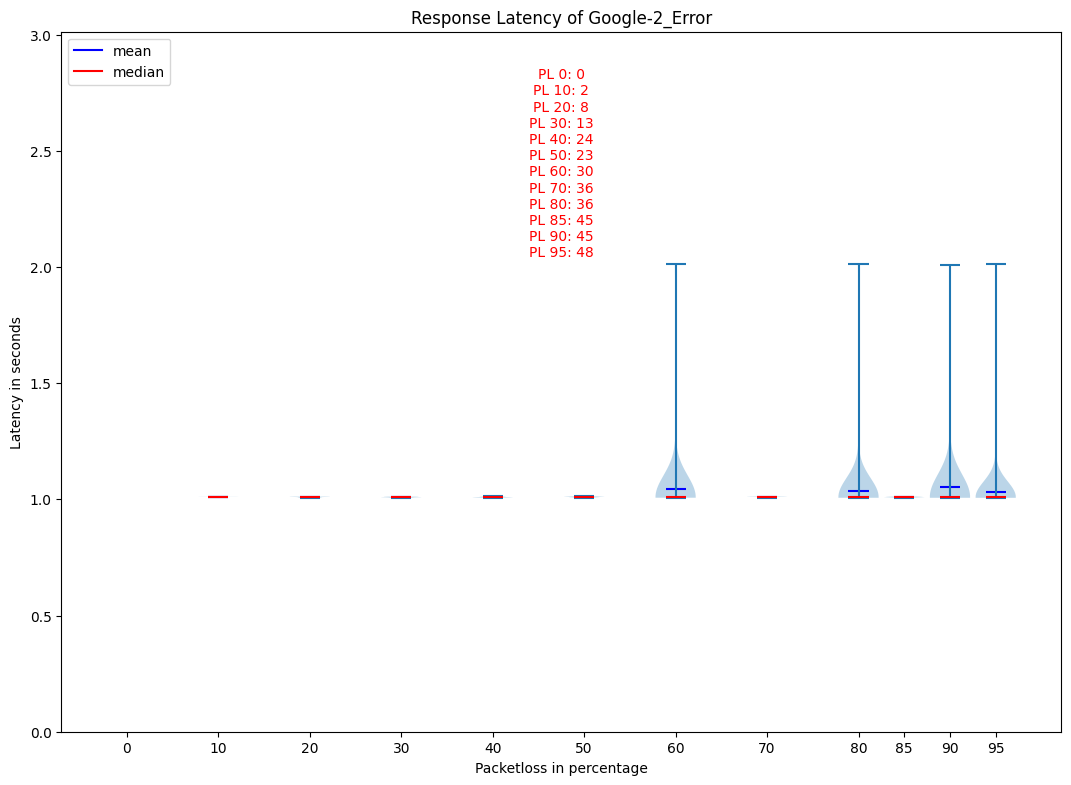 Response Latency of Google-2_Error
mean
median
PL 0: 0
PL 10: 2
PL 20: 8
PL 30: 13
PL 40: 24
PL 50: 23
PL 60: 30
PL 70: 36
PL 80: 36
PL 85: 45
PL 90: 45
PL 95: 48
3.0
2.5
2.0
1.5
1.0
0.5
0.0
Latency in seconds
0 10 20 30 40 50 60 70 80 85 90 95
Packetloss in percentage